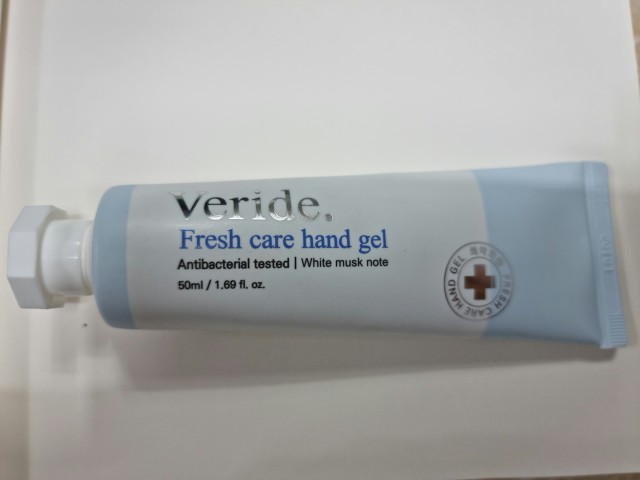 Veride.
Fresh care hand gel
Antibacterial tested | White musk note
50ml / 1.69 fl. oz.
HAND GEL
FRESH CARE